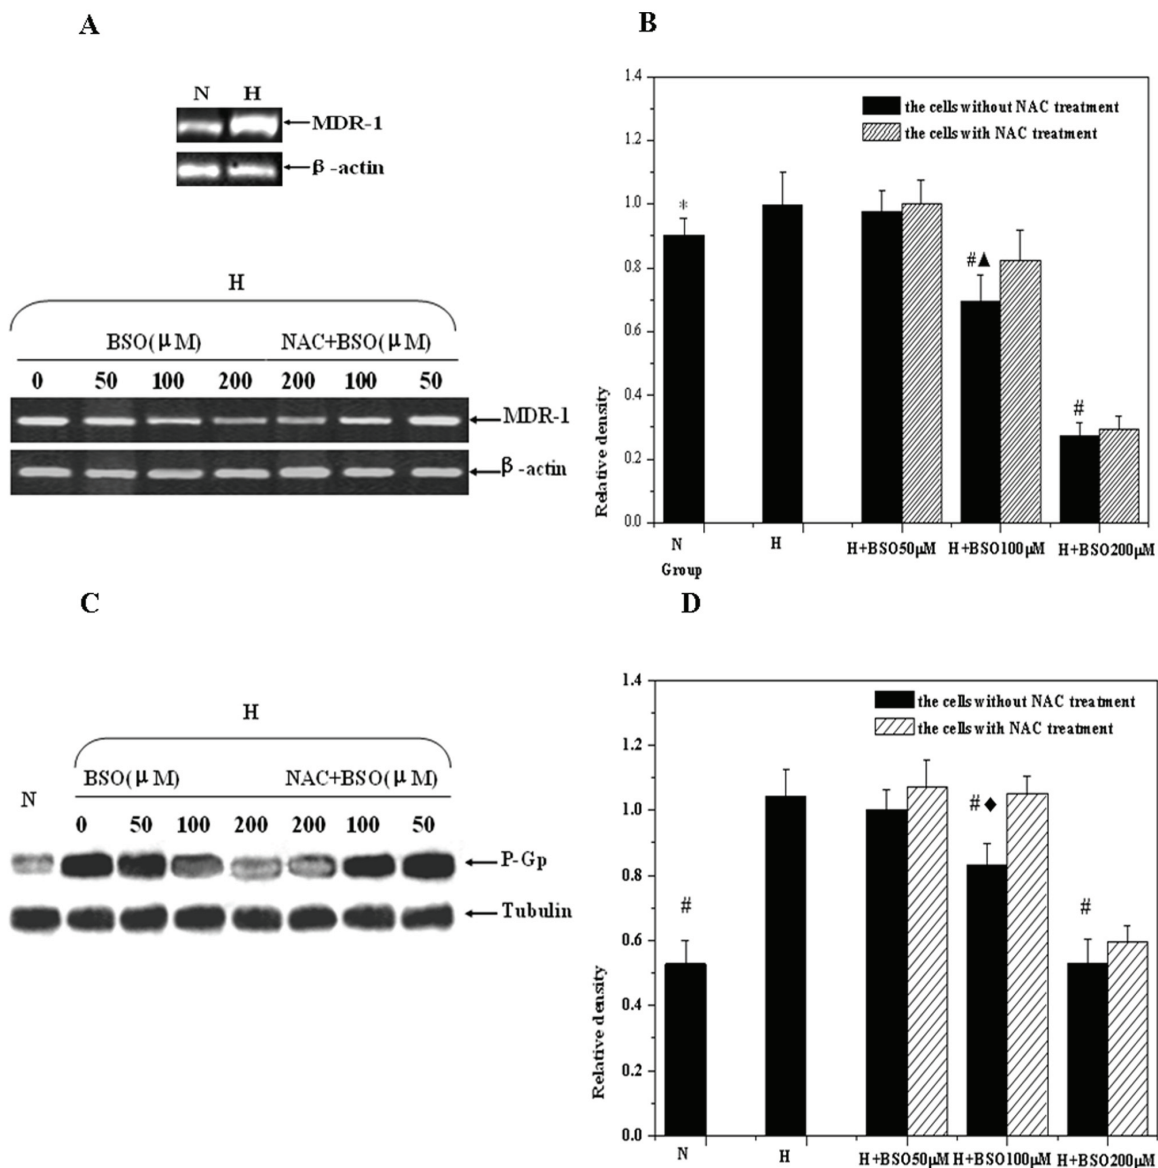 A
N H
MDR-1
β-actin
H
BSO(μM) NAC+BSO(μM)
0 50 100 200 200 100 50
MDR-1
β-actin
B
the cells without NAC treatment
the cells with NAC treatment
Relative density
1.4
1.2
1.0
0.8
0.6
0.4
0.2
0.0
*
#▲
#
N H H+BSO50μM H+BSO100μM H+BSO200μM
Group
C
H
BSO(μM) NAC+BSO(μM)
N
0 50 100 200 200 100 50
P-Gp
Tubulin
D
the cells without NAC treatment
the cells with NAC treatment
Relative density
1.4
1.2
1.0
0.8
0.6
0.4
0.2
0.0
#
#◆
#
N H H+BSO50μM H+BSO100μM H+BSO200μM